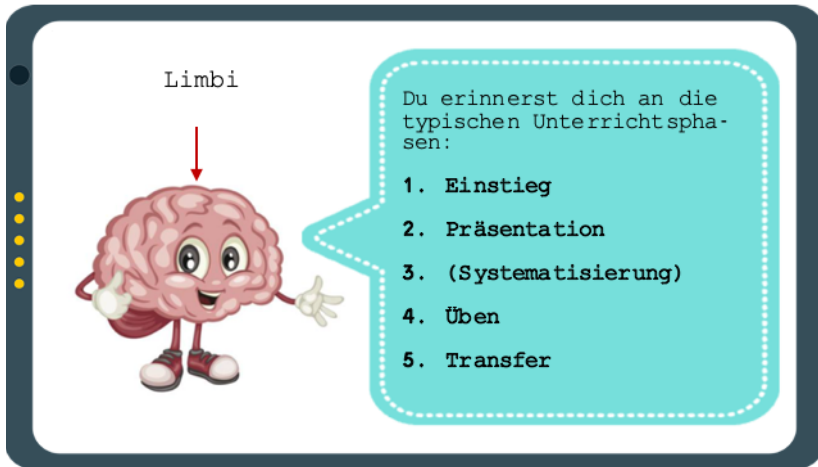 Limbi
Du erinnerst dich an die
typischen Unterrichtspha-
sen:
1. Einstieg
2. Präsentation
3. (Systematisierung)
4. Üben
5. Transfer